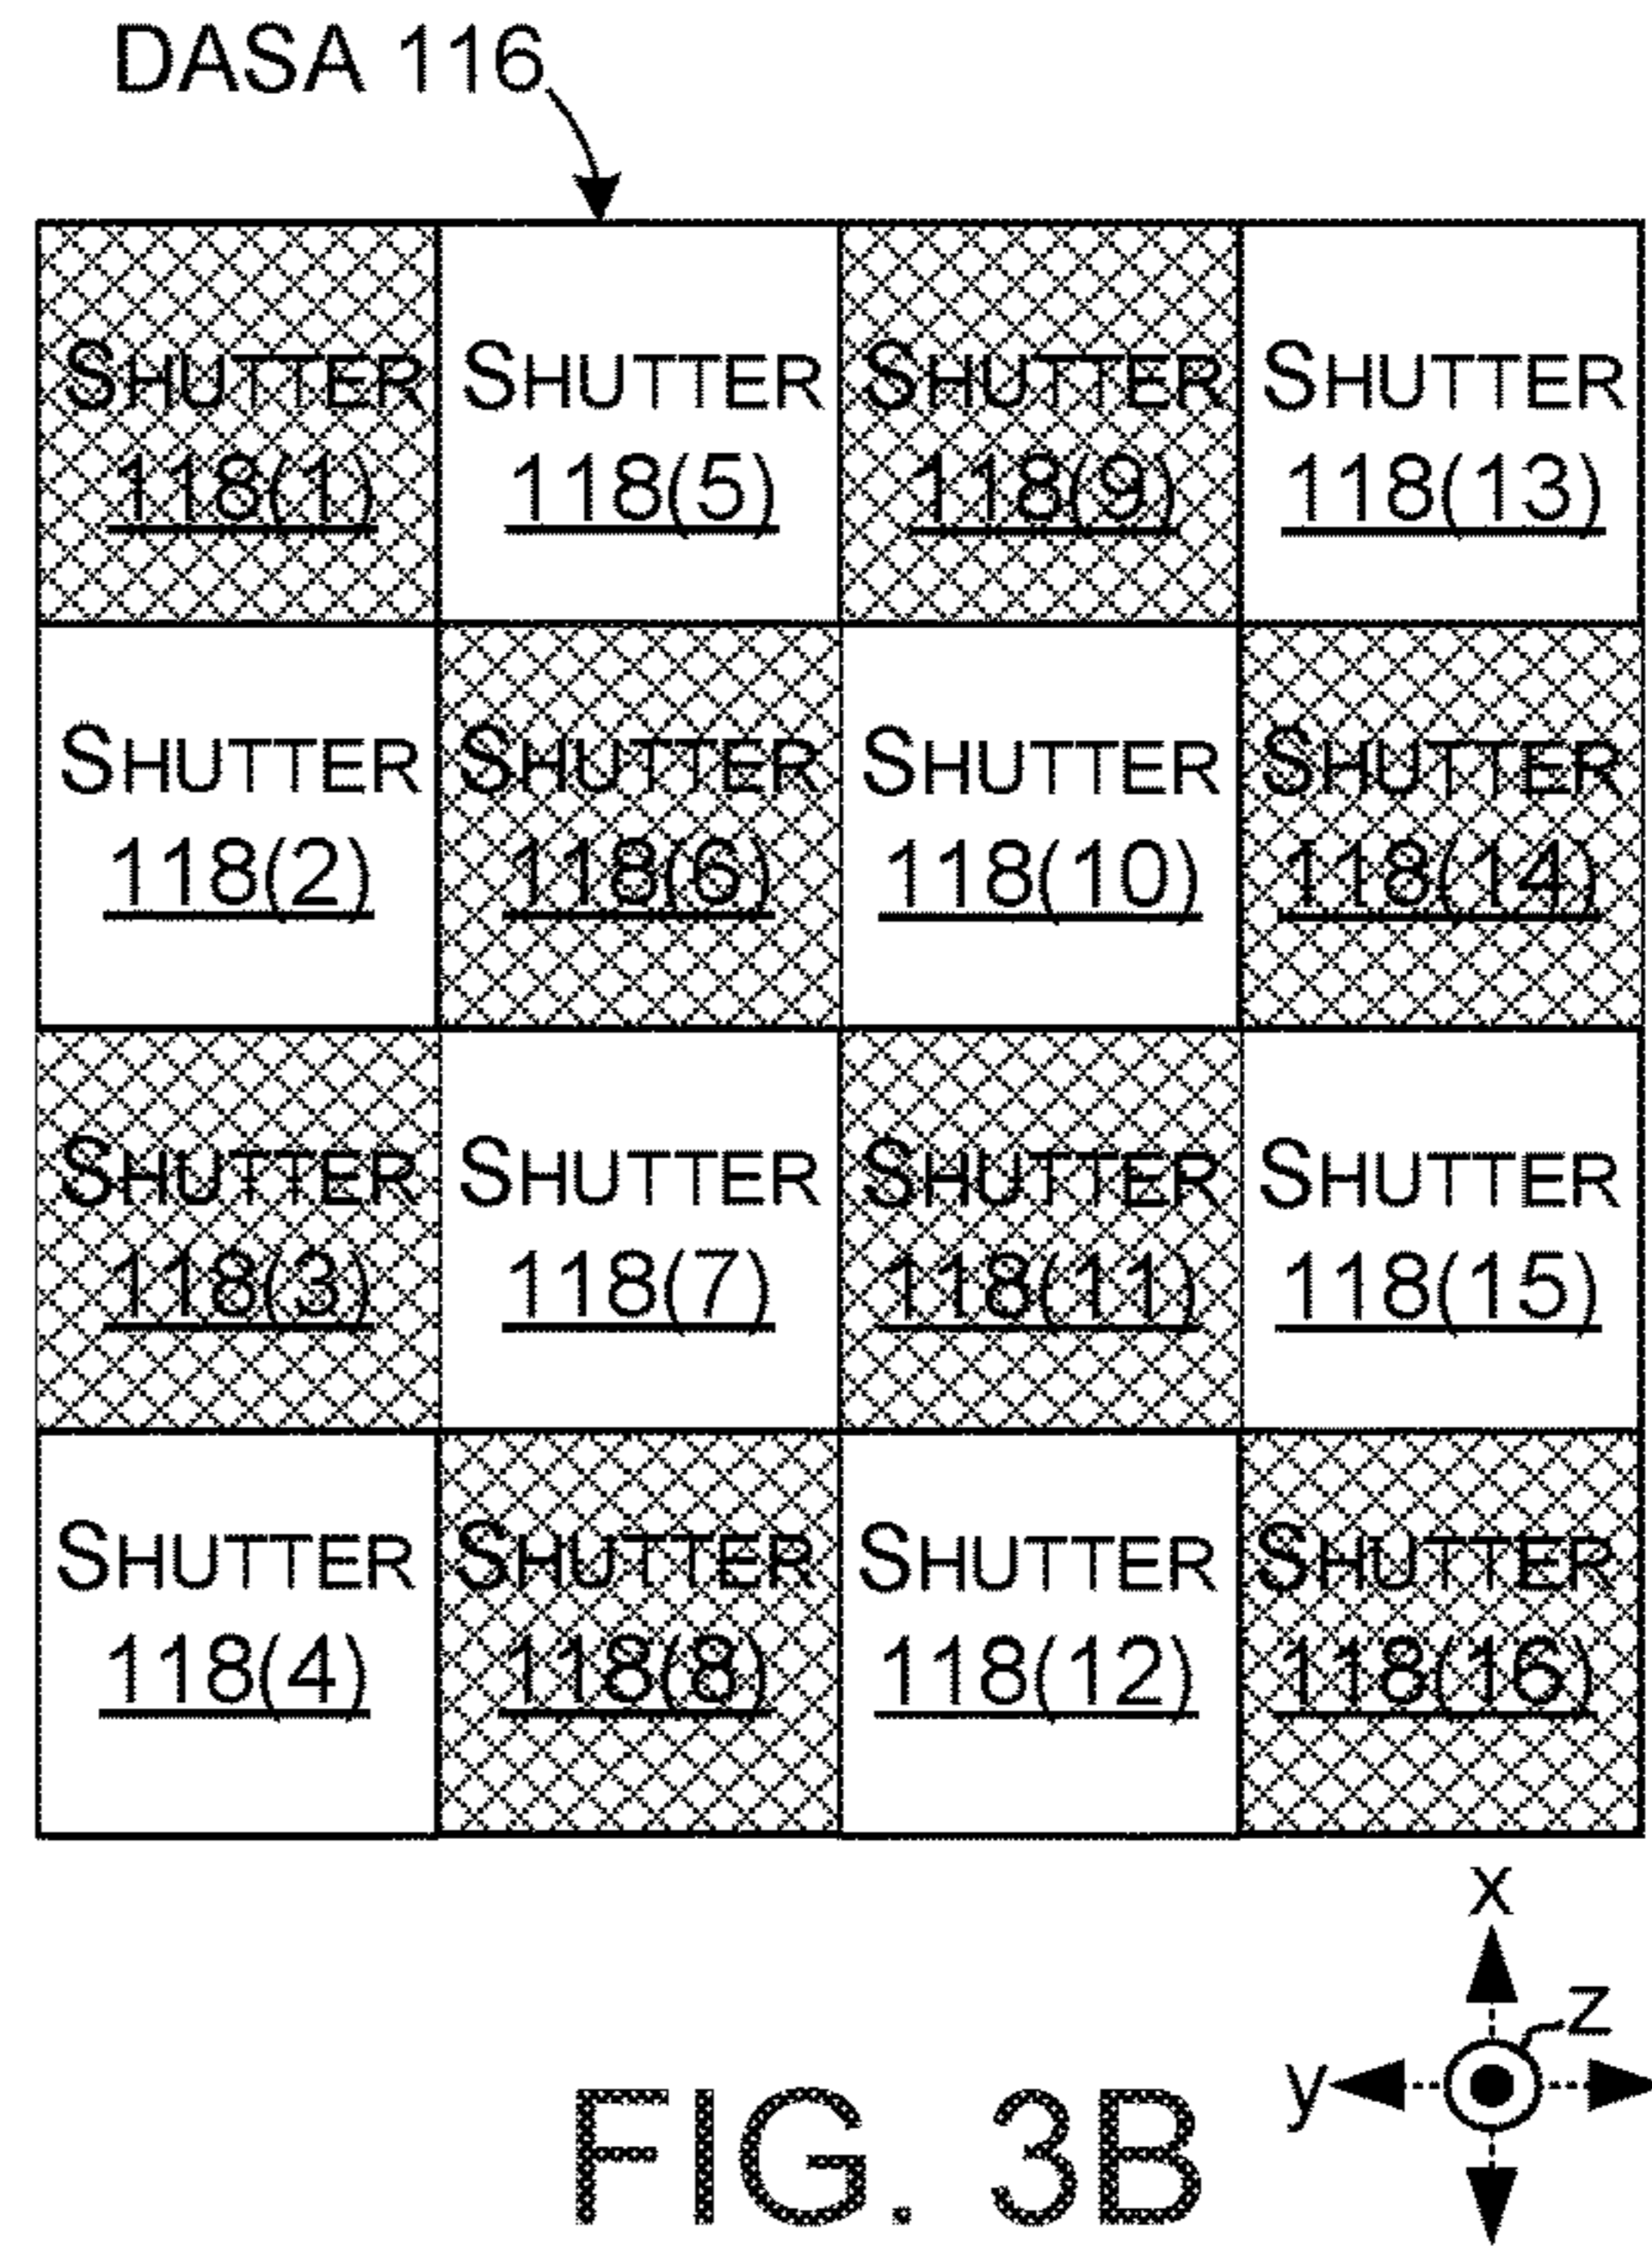 DASA 116
SHUTTER SHUTTER SHUTTER SHUTTER
118(1) 118(5) 118(9) 118(13)
SHUTTER SHUTTER SHUTTER SHUTTER
118(2) 118(6) 118(10) 118(14)
SHUTTER SHUTTER SHUTTER SHUTTER
118(3) 118(7) 118(11) 118(15)
SHUTTER SHUTTER SHUTTER SHUTTER
118(4) 118(8) 118(12) 118(16)
x
z
y
FIG. 3B